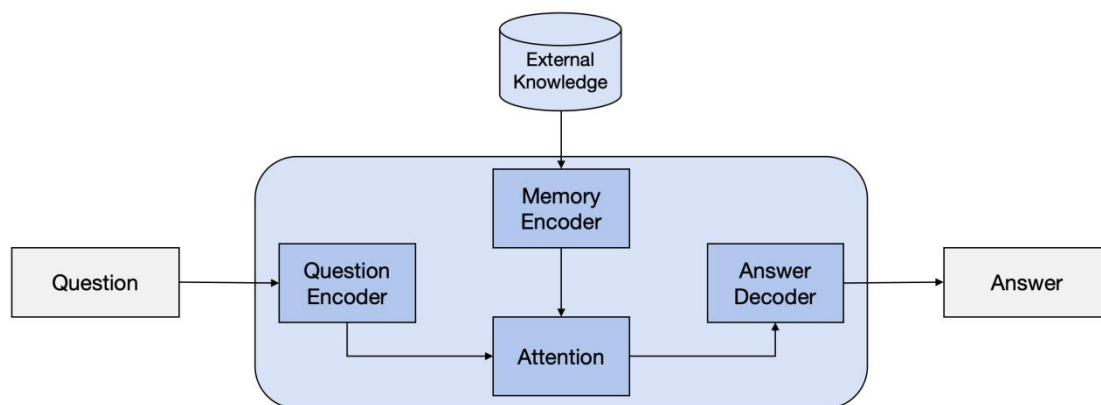 External
Knowledge
Memory
Encoder
Question
Question
Encoder
Answer
Decoder
Answer
Attention